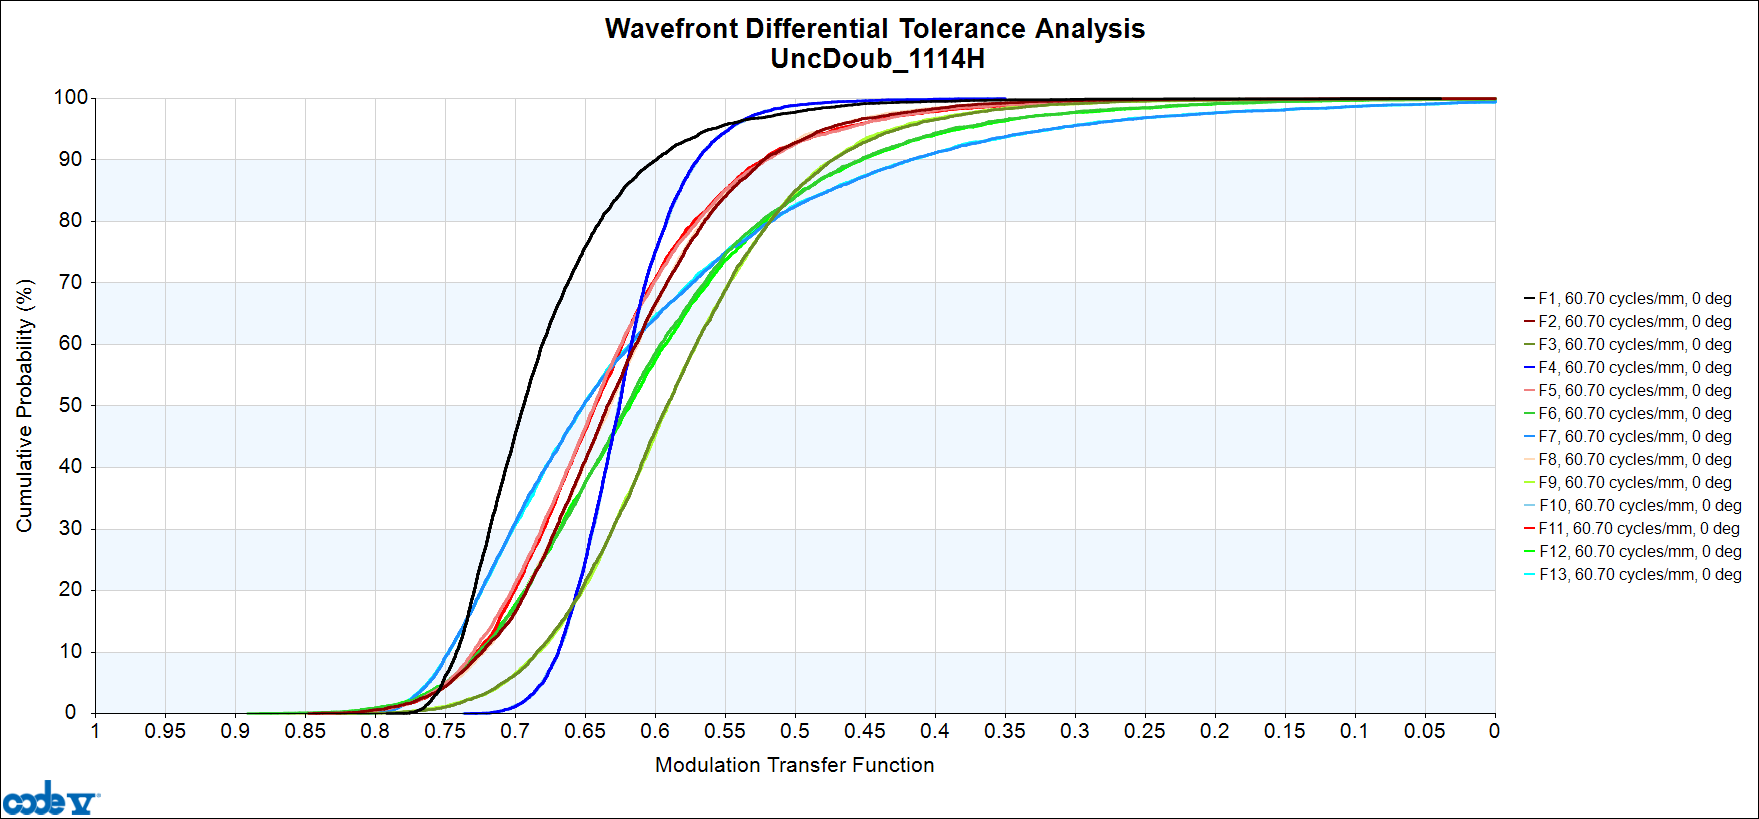 Wavefront Differential Tolerance Analysis
UncDoub_1114H
Cumulative Probability (%)
100
90
80
70
60
50
40
30
20
10
0
1 0.95 0.9 0.85 0.8 0.75 0.7 0.65 0.6 0.55 0.5 0.45 0.4 0.35 0.3 0.25 0.2 0.15 0.1 0.05 0
Modulation Transfer Function
F1, 60.70 cycles/mm, 0 deg
F2, 60.70 cycles/mm, 0 deg
F3, 60.70 cycles/mm, 0 deg
F4, 60.70 cycles/mm, 0 deg
F5, 60.70 cycles/mm, 0 deg
F6, 60.70 cycles/mm, 0 deg
F7, 60.70 cycles/mm, 0 deg
F8, 60.70 cycles/mm, 0 deg
F9, 60.70 cycles/mm, 0 deg
F10, 60.70 cycles/mm, 0 deg
F11, 60.70 cycles/mm, 0 deg
F12, 60.70 cycles/mm, 0 deg
F13, 60.70 cycles/mm, 0 deg
code V